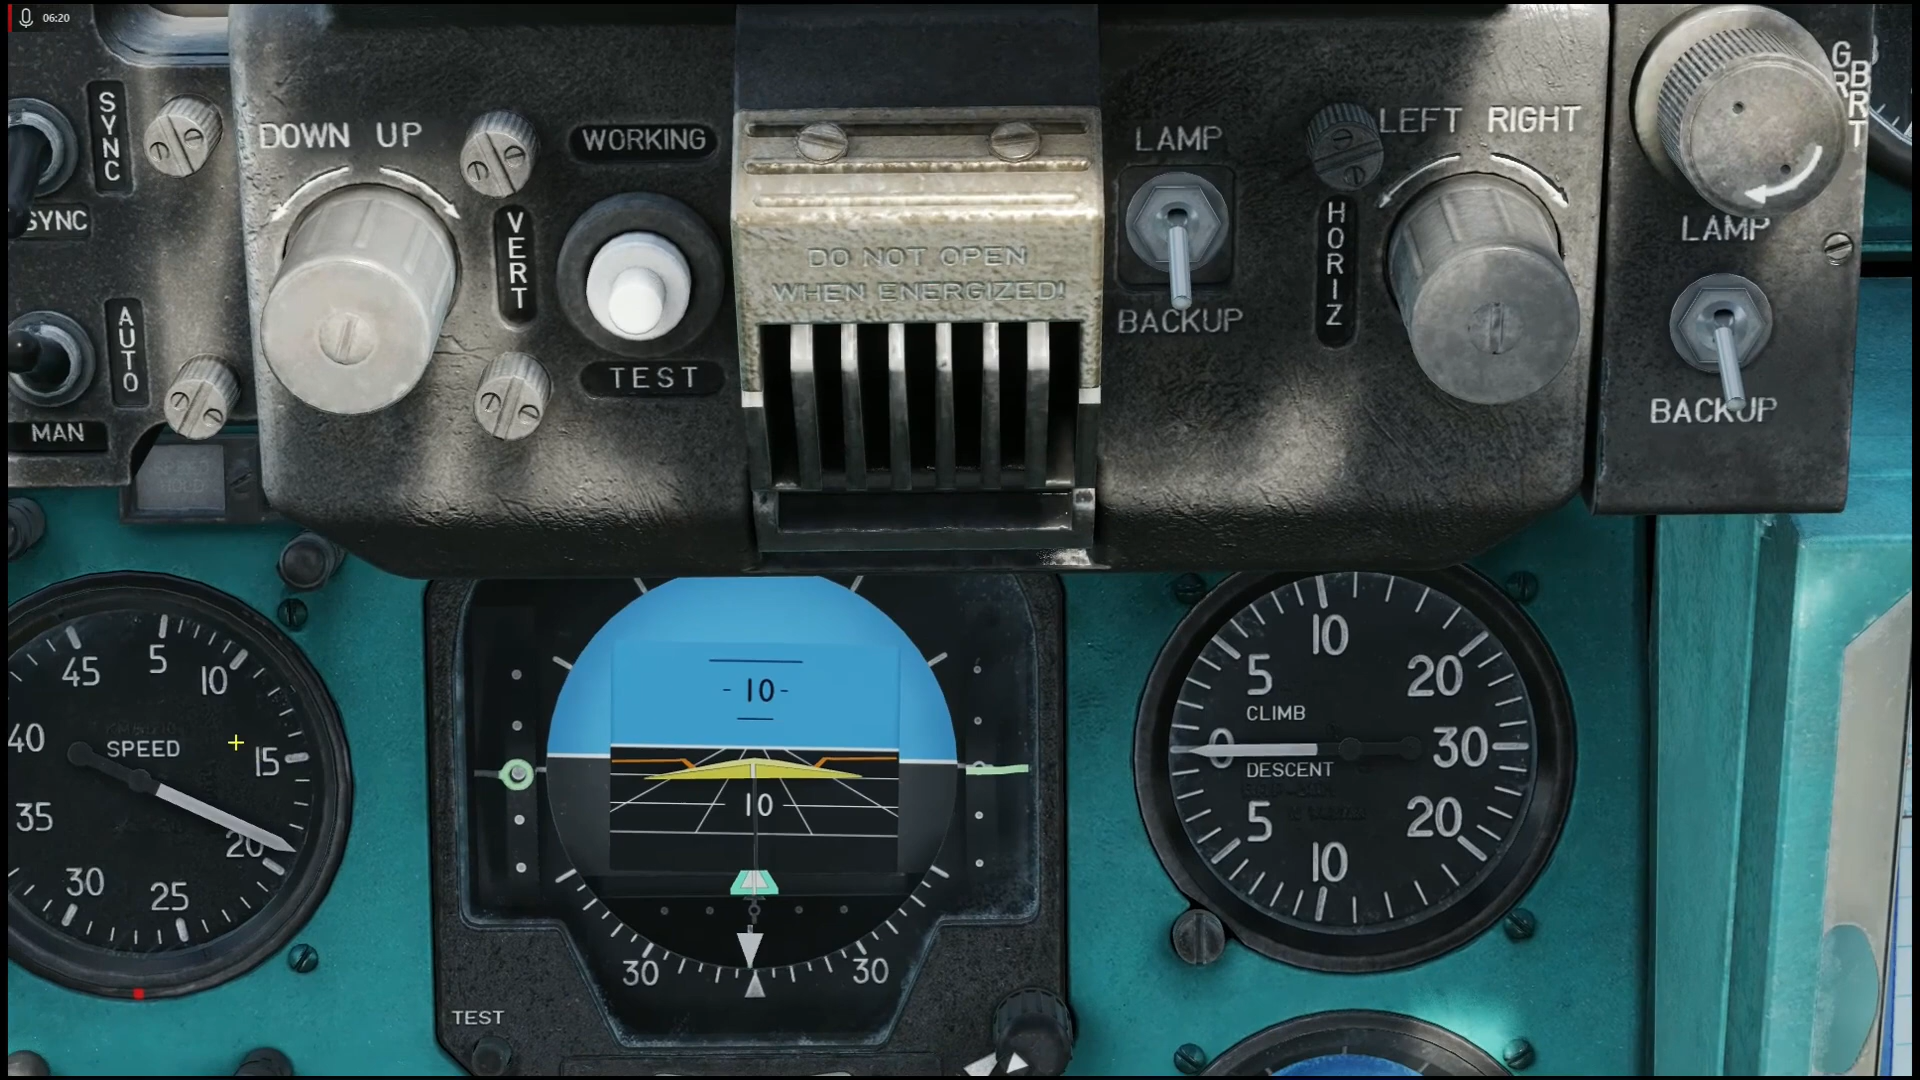 06:20
SYNC
SYNC
AUTO
MAN
DOWN UP
VERT
WORKING
TEST
DO NOT OPEN
WHEN ENERGIZED!
LAMP
BACKUP
HORIZ
LEFT RIGHT
BRT
LAMP
BACKUP
45
5
10
40
SPEED
15
35
20
30
25
- 10 -
10
30
30
TEST
10
5
20
CLIMB
0
30
DESCENT
5
20
10